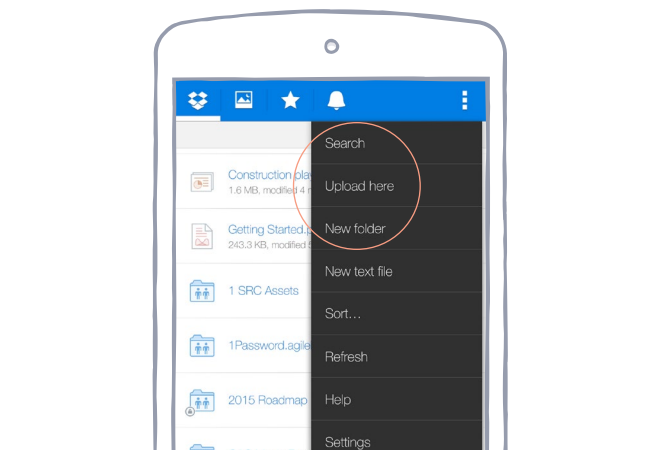 Search
Construction pla
1.6 MB, modified 4
Upload here
Getting Started.
243.3 KB, modified
New folder
New text file
1 SRC Assets
Sort...
1Password.agile
Refresh
2015 Roadmap
Help
Settings